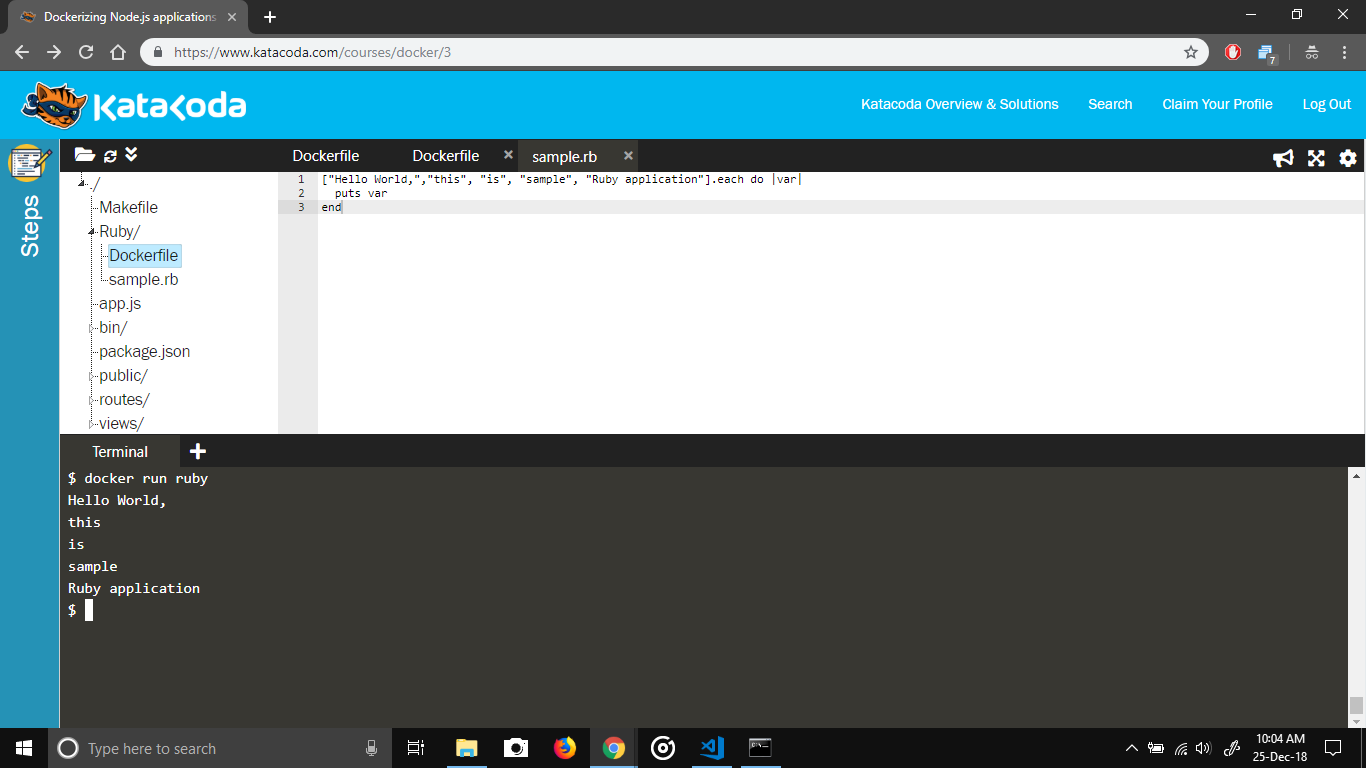 Dockerizing Node.js applications
https://www.katacoda.com/courses/docker/3
7
KataKoda
Katacoda Overview & Solutions
Search
Claim Your Profile
Log Out
Steps
Dockerfile
Dockerfile
sample.rb
./
Makefile
Ruby/
Dockerfile
sample.rb
app.js
bin/
package.json
public/
routes/
views/
1 ["Hello World,","this", "is", "sample", "Ruby application"].each do |var|
2 puts var
3 end
Terminal
$ docker run ruby
Hello World,
this
is
sample
Ruby application
$
Type here to search
10:04 AM
25-Dec-18